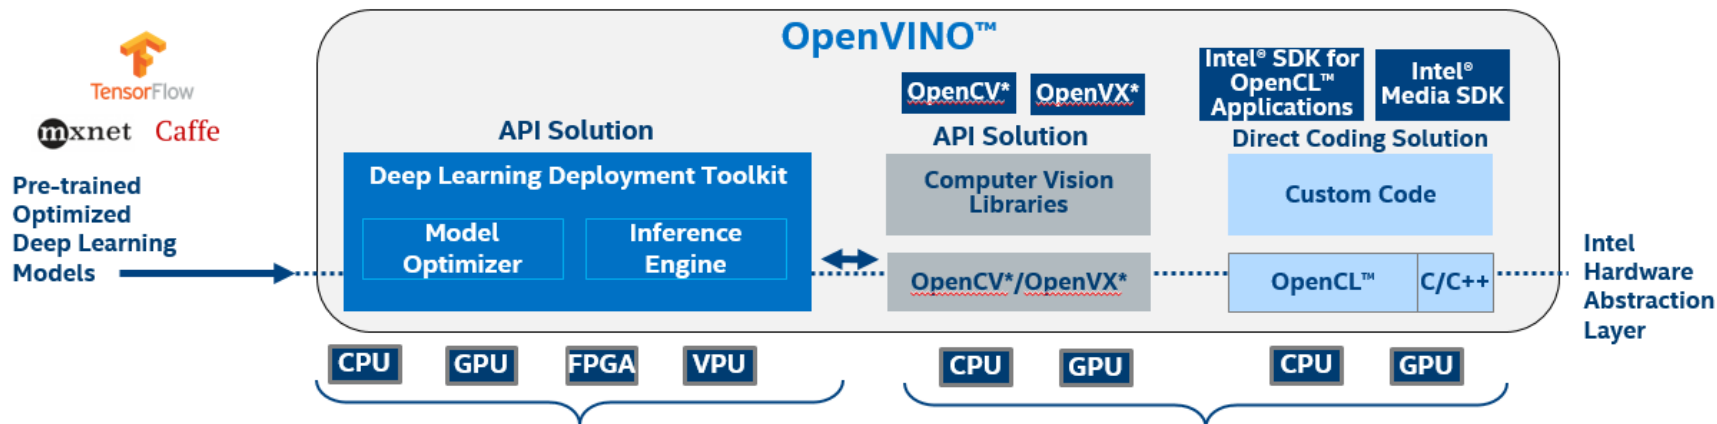 OpenVINO™
TensorFlow
mxnet Caffe
Pre-trained
Optimized
Deep Learning
Models
API Solution
Deep Learning Deployment Toolkit
Model
Optimizer
Inference
Engine
OpenCV*
OpenVX*
API Solution
Computer Vision
Libraries
OpenCV*/OpenVX*
Intel® SDK for
OpenCL™
Applications
Intel®
Media SDK
Direct Coding Solution
Custom Code
OpenCL™
C/C++
Intel
Hardware
Abstraction
Layer
CPU
GPU
FPGA
VPU
CPU
GPU
CPU
GPU